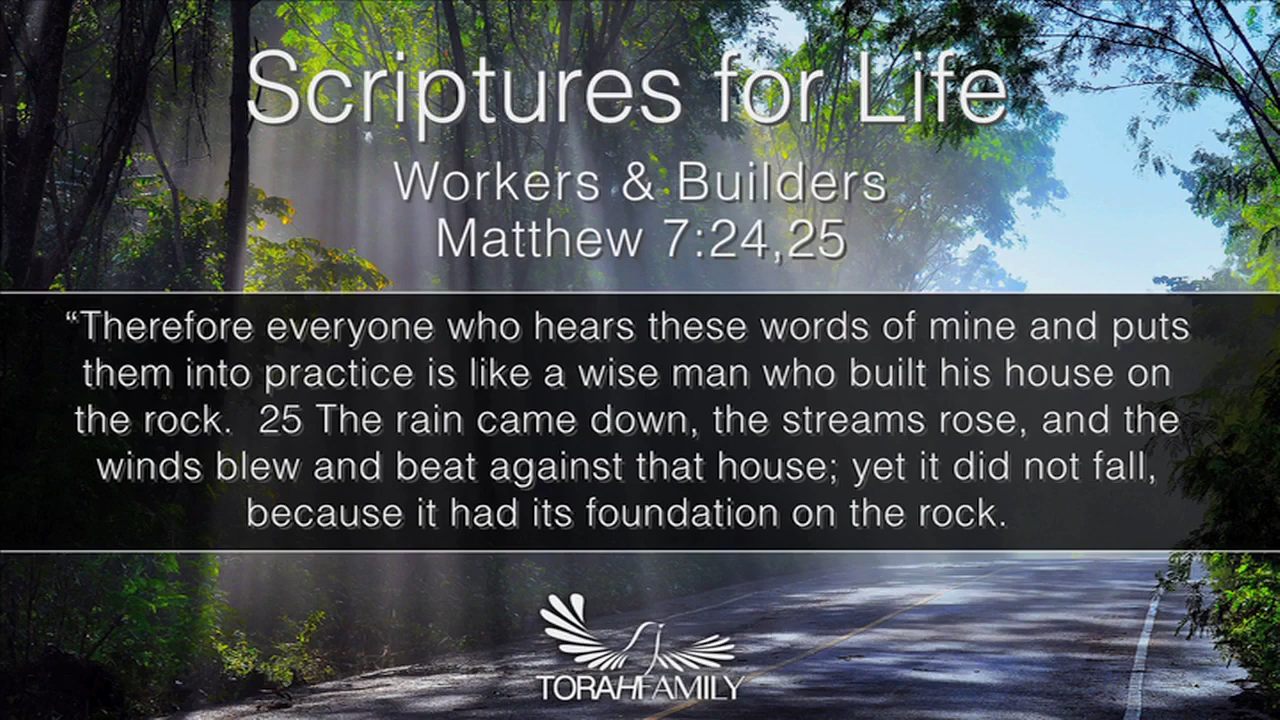 Scriptures for Life
Workers & Builders
Matthew 7:24,25
“Therefore everyone who hears these words of mine and puts
them into practice is like a wise man who built his house on
the rock.  25 The rain came down, the streams rose, and the
winds blew and beat against that house; yet it did not fall,
because it had its foundation on the rock.
TORAHFAMILY